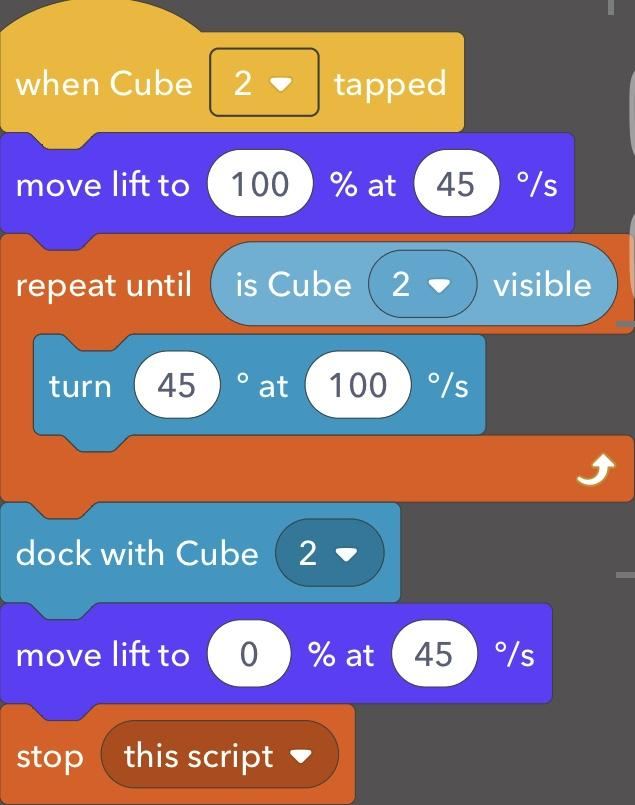 when Cube 2 tapped
move lift to 100 % at 45 °/s
repeat until is Cube 2 visible
turn 45 ° at 100 °/s
dock with Cube 2
move lift to 0 % at 45 °/s
stop this script